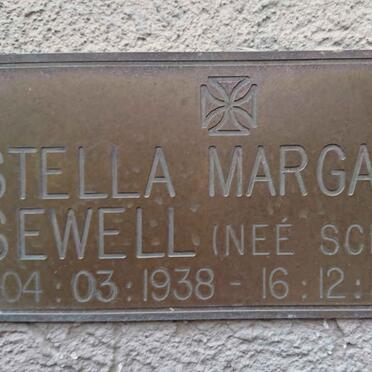 STELLA MARGA
SEWELL (NEÉ SC
04:03:1938 - 16:12: